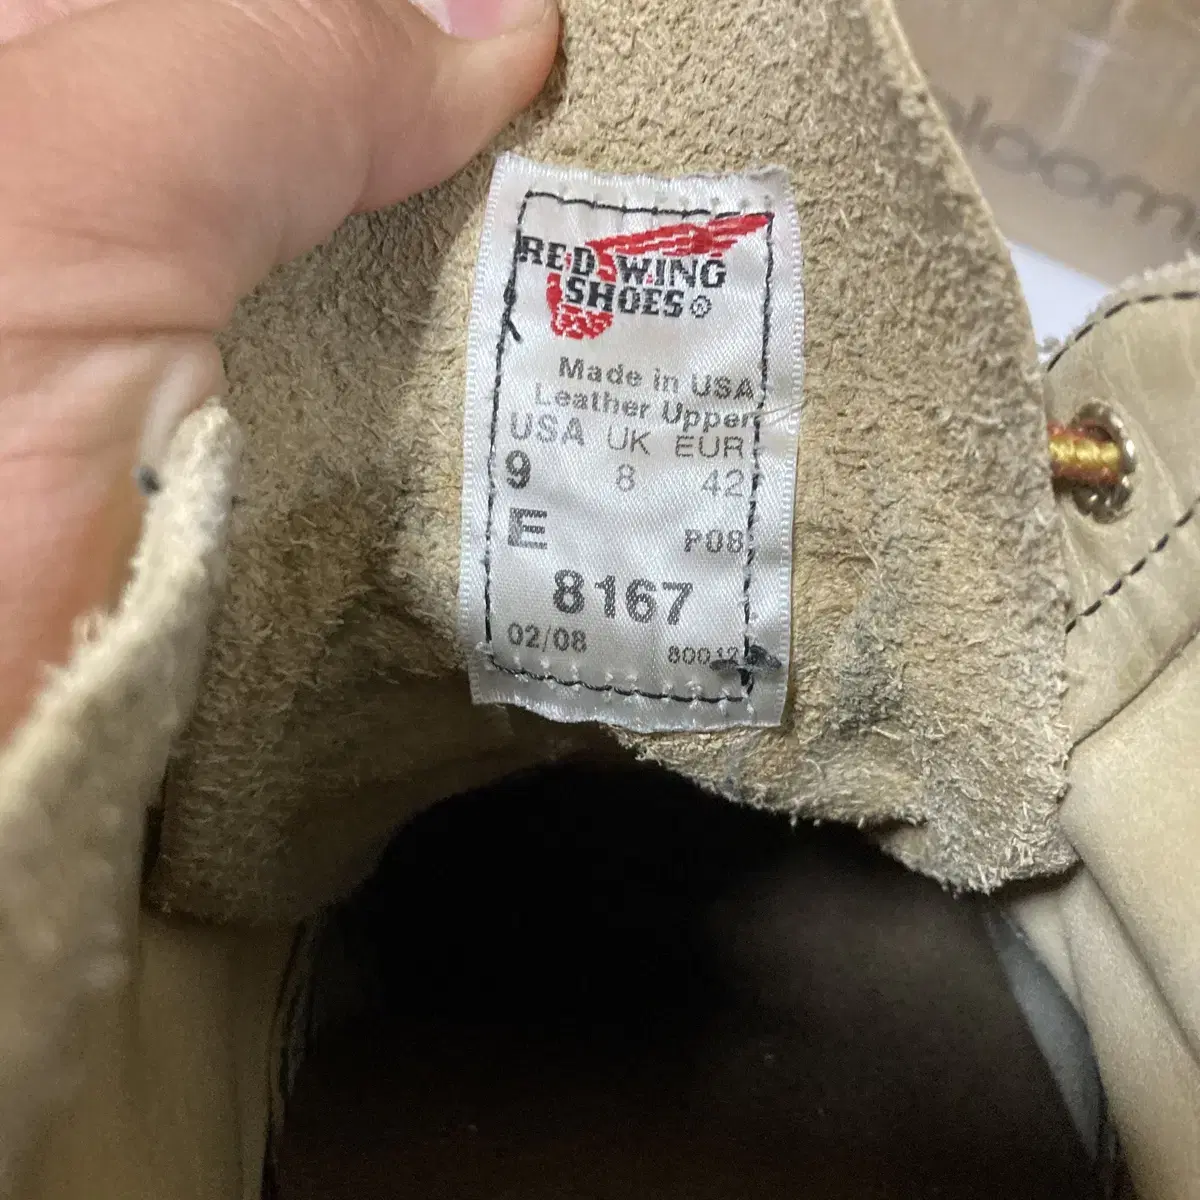 RED WING
SHOES®
Made in USA
Leather Upper
USA UK EUR
9 8 42
E P08
8167
02/08